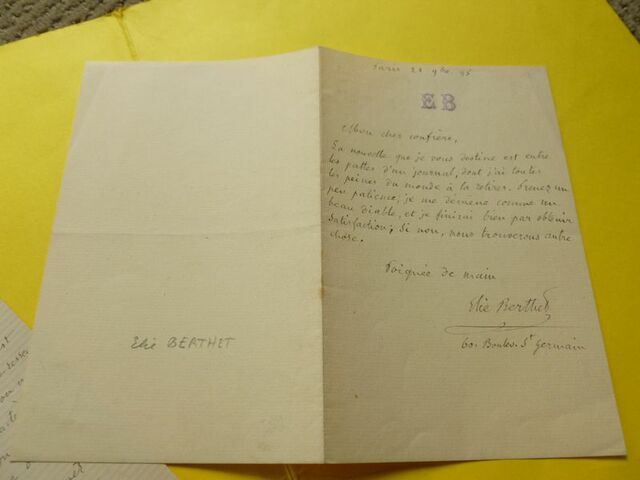 Paris 21 9bre 85
EB
Mon cher confrère,
La nouvelle que je vous destine est entre
les pattes d'un journal, dont j'ai toutes
les peines du monde à la retirer. Prenez un
peu patience; je me démène comme un
beau diable, et je finirai bien par obtenir
satisfaction; si non, nous trouverons autre
chose.
Poignée de main
Elie Berthet
60. Boulev. St Germain
Elie BERTHET